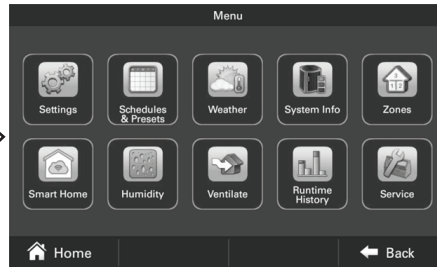 Menu
Settings
Schedules
& Presets
Weather
System Info
Zones
Smart Home
Humidity
Ventilate
Runtime
History
Service
Home
Back